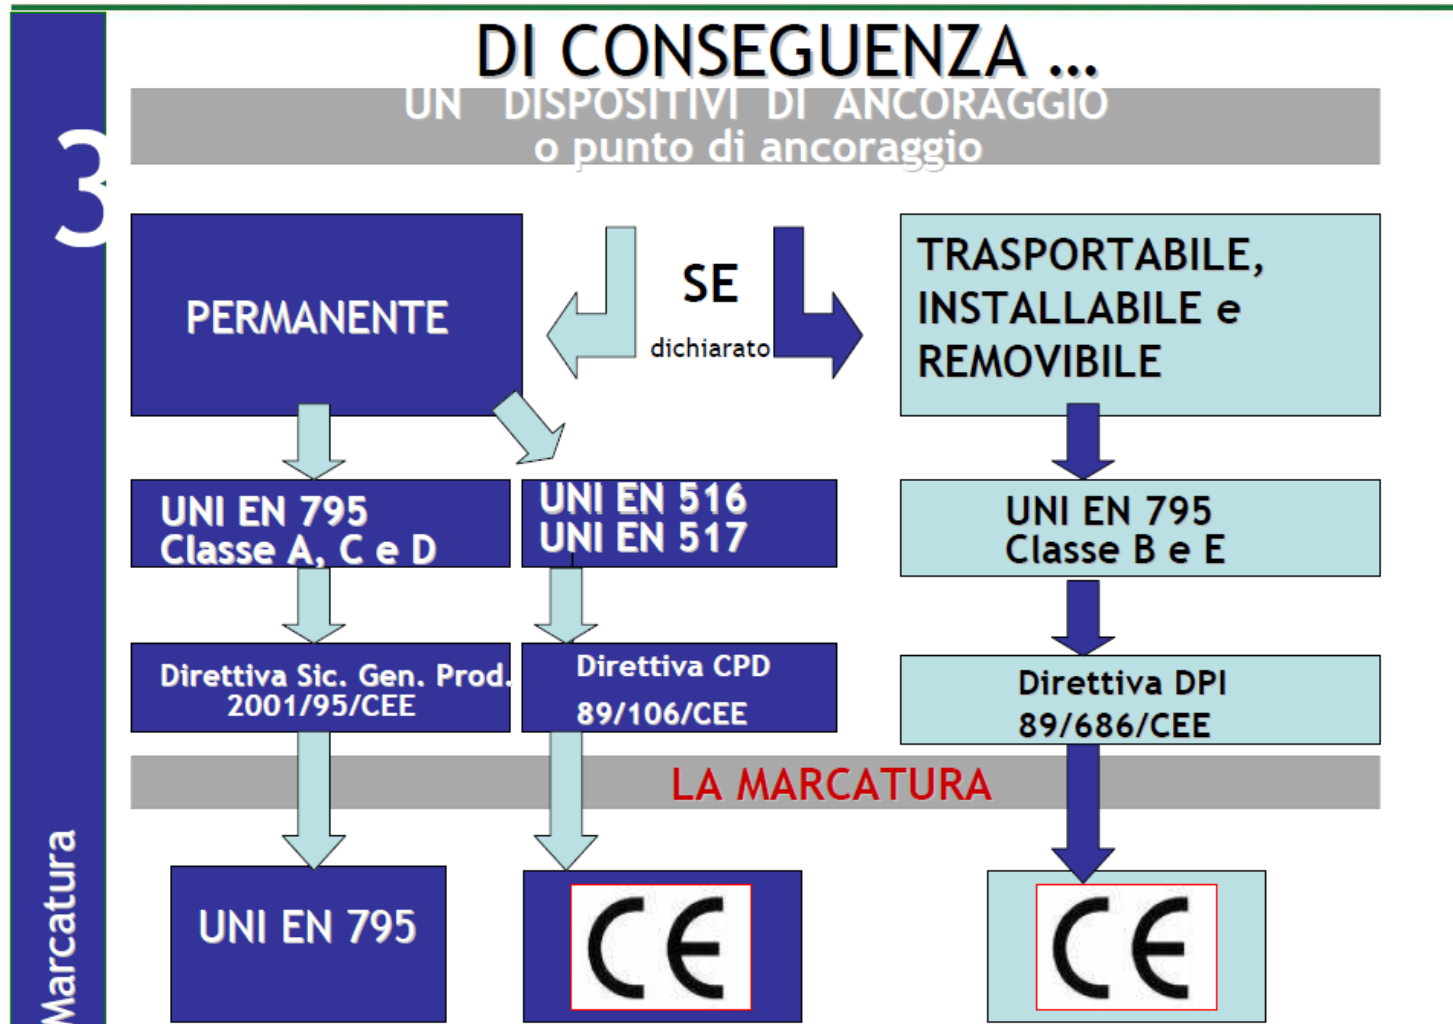 DI CONSEGUENZA ...
UN DISPOSITIVI DI ANCORAGGIO
o punto di ancoraggio
3
PERMANENTE
SE
dichiarato
TRASPORTABILE,
INSTALLABILE e
REMOVIBILE
UNI EN 795
Classe A, C e D
UNI EN 516
UNI EN 517
UNI EN 795
Classe B e E
Direttiva Sic. Gen. Prod.
2001/95/CEE
Direttiva CPD
89/106/CEE
Direttiva DPI
89/686/CEE
LA MARCATURA
UNI EN 795
CE
CE
Marcatura